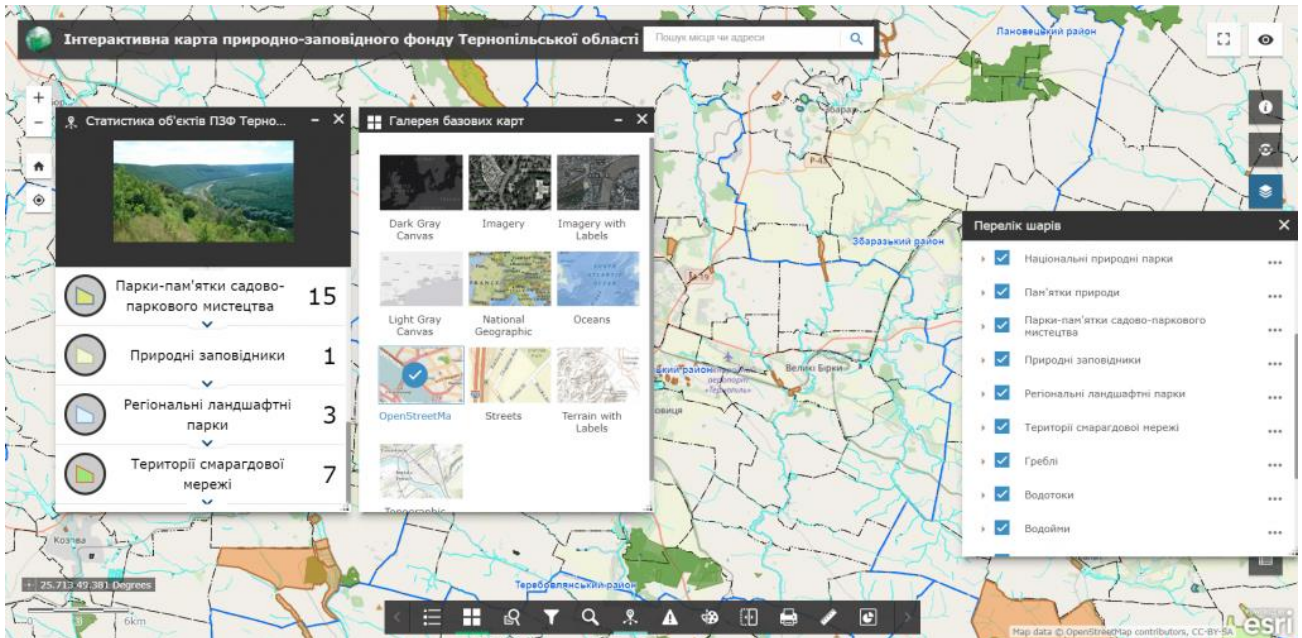 Інтерактивна карта природно-заповідного фонду Тернопільської області
Пошук місця чи адреси
Лановецький район
Збараж
Статистика об'єктів ПЗФ Терно...
Парки-пам'ятки садово-
паркового мистецтва
15
Природні заповідники
1
Регіональні ландшафтні
парки
3
Території смарагдової
мережі
7
Галерея базових карт
Dark Gray
Canvas
Imagery
Imagery with
Labels
Light Gray
Canvas
National
Geographic
Oceans
OpenStreetMa
Streets
Terrain with
Labels
Topographic
Збаразький район
Великі Бірки
Перелік шарів
Національні природні парки
Пам'ятки природи
Парки-пам'ятки садово-паркового
мистецтва
Природні заповідники
Регіональні ландшафтні парки
Території смарагдової мережі
Греблі
Водотоки
Водойми
Козова
25.713 49.381 Degrees
0 3 6km
Теребовлянський район
Map data © OpenStreetMap contributors, CC-BY-SA
esri